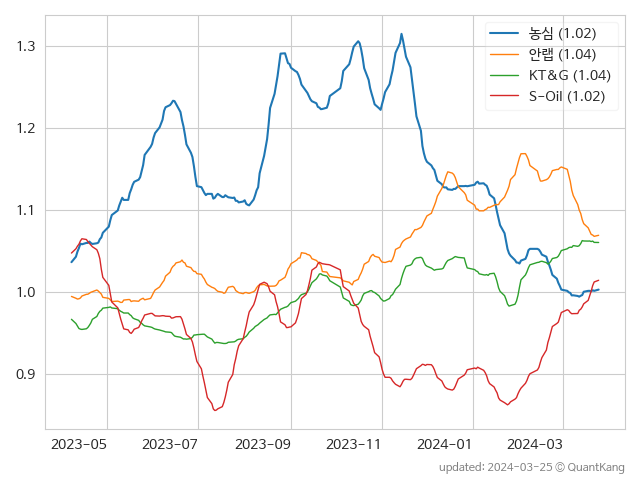 1.3
1.2
1.1
1.0
0.9
농심 (1.02)
안랩 (1.04)
KT&G (1.04)
S-Oil (1.02)
2023-05 2023-07 2023-09 2023-11 2024-01 2024-03
updated: 2024-03-25 © QuantKang